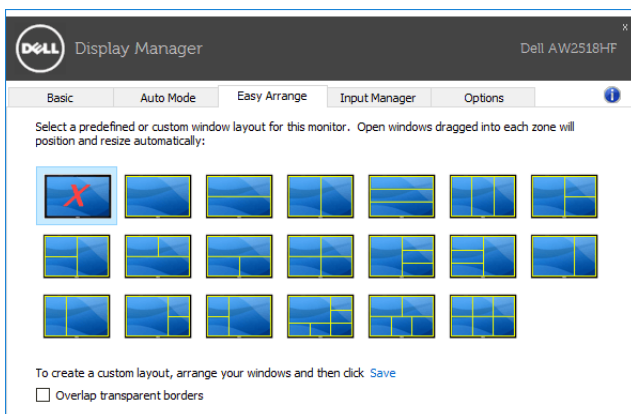 x
DELL Display Manager Dell AW2518HF
Basic Auto Mode Easy Arrange Input Manager Options i
Select a predefined or custom window layout for this monitor. Open windows dragged into each zone will
position and resize automatically:
X
To create a custom layout, arrange your windows and then click Save
Overlap transparent borders